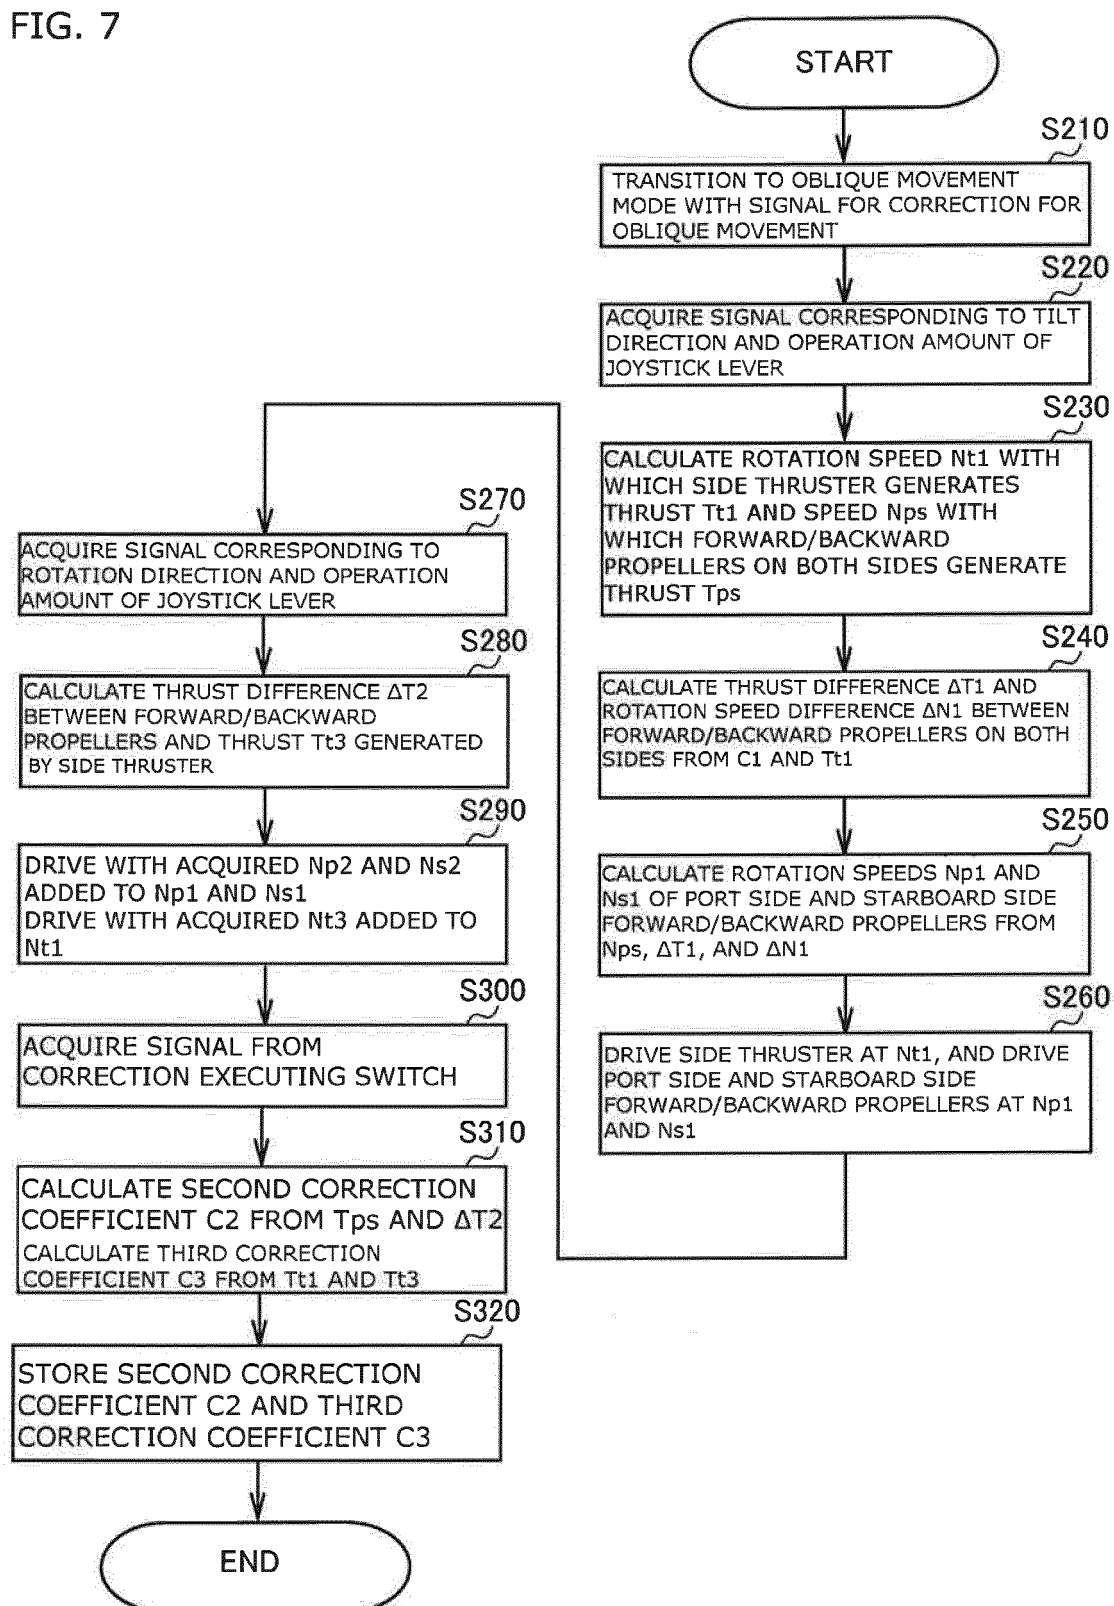 FIG. 7
START
S210
TRANSITION TO OBLIQUE MOVEMENT
MODE WITH SIGNAL FOR CORRECTION FOR
OBLIQUE MOVEMENT
S220
ACQUIRE SIGNAL CORRESPONDING TO TILT
DIRECTION AND OPERATION AMOUNT OF
JOYSTICK LEVER
S230
CALCULATE ROTATION SPEED Nt1 WITH
WHICH SIDE THRUSTER GENERATES
THRUST Tt1 AND SPEED Nps WITH
WHICH FORWARD/BACKWARD
PROPELLERS ON BOTH SIDES GENERATE
THRUST Tps
S240
CALCULATE THRUST DIFFERENCE ΔT1 AND
ROTATION SPEED DIFFERENCE ΔN1 BETWEEN
FORWARD/BACKWARD PROPELLERS ON BOTH
SIDES FROM C1 AND Tt1
S250
CALCULATE ROTATION SPEEDS Np1 AND
Ns1 OF PORT SIDE AND STARBOARD SIDE
FORWARD/BACKWARD PROPELLERS FROM
Nps, ΔT1, AND ΔN1
S260
DRIVE SIDE THRUSTER AT Nt1, AND DRIVE
PORT SIDE AND STARBOARD SIDE
FORWARD/BACKWARD PROPELLERS AT Np1
AND Ns1
S270
ACQUIRE SIGNAL CORRESPONDING TO
ROTATION DIRECTION AND OPERATION
AMOUNT OF JOYSTICK LEVER
S280
CALCULATE THRUST DIFFERENCE ΔT2
BETWEEN FORWARD/BACKWARD
PROPELLERS AND THRUST Tt3 GENERATED
BY SIDE THRUSTER
S290
DRIVE WITH ACQUIRED Np2 AND Ns2
ADDED TO Np1 AND Ns1
DRIVE WITH ACQUIRED Nt3 ADDED TO
Nt1
S300
ACQUIRE SIGNAL FROM
CORRECTION EXECUTING SWITCH
S310
CALCULATE SECOND CORRECTION
COEFFICIENT C2 FROM Tps AND ΔT2
CALCULATE THIRD CORRECTION
COEFFICIENT C3 FROM Tt1 AND Tt3
S320
STORE SECOND CORRECTION
COEFFICIENT C2 AND THIRD
CORRECTION COEFFICIENT C3
END